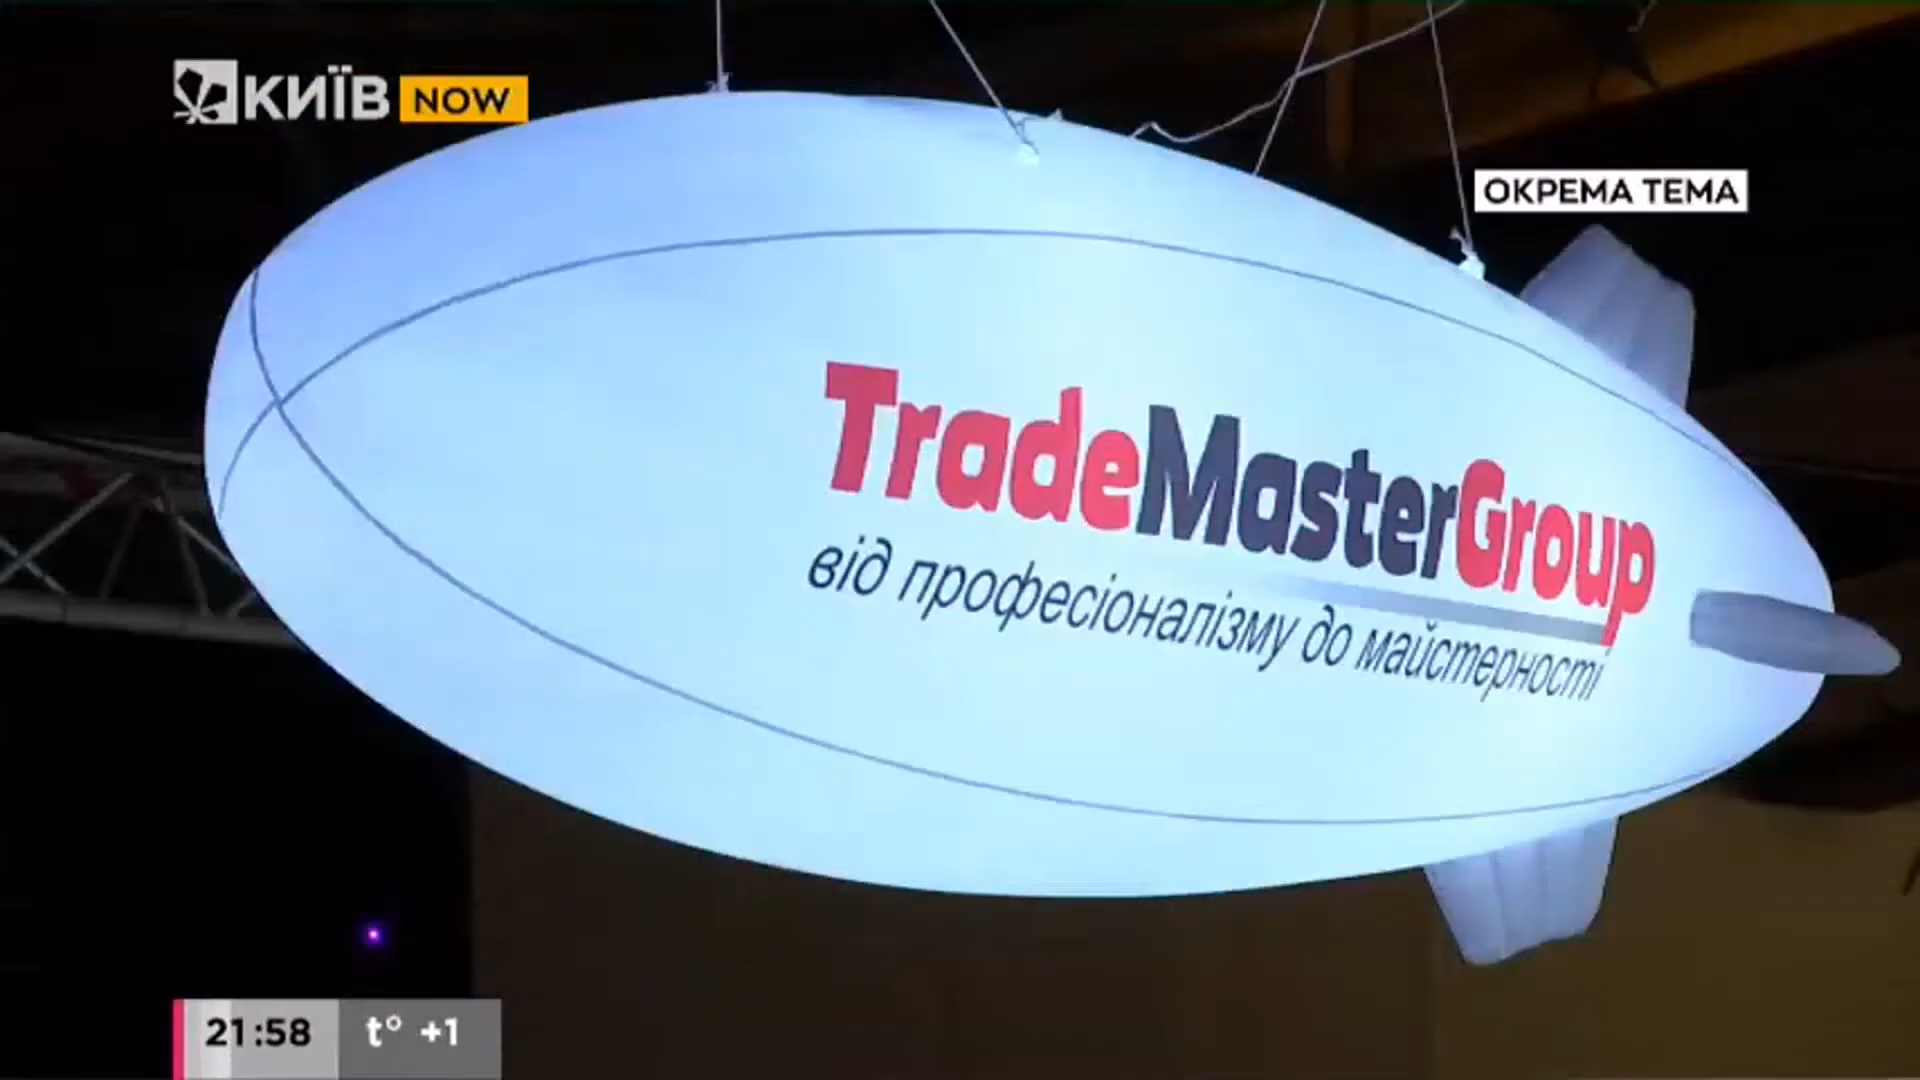 КИЇВ NOW
ОКРЕМА ТЕМА
TradeMasterGroup
від професіоналізму до майстерності
21:58 t° +1